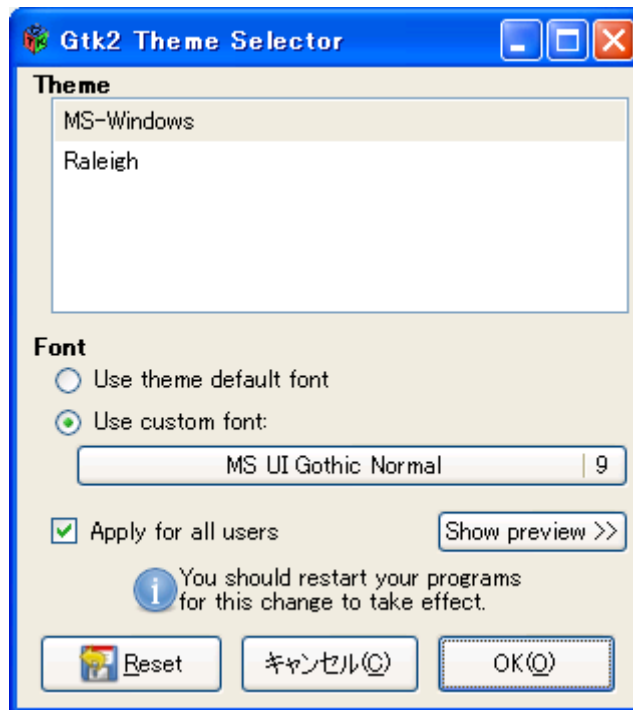 Gtk2 Theme Selector
Theme
MS-Windows
Raleigh
Font
Use theme default font
Use custom font:
MS UI Gothic Normal 9
Apply for all users
Show preview >>
You should restart your programs
for this change to take effect.
Reset
キャンセル(C)
OK(O)